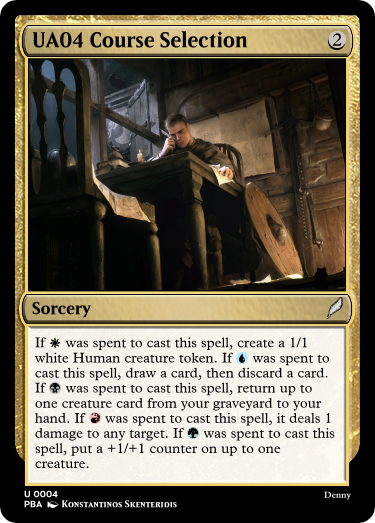 UA04 Course Selection
2
Sorcery
If was spent to cast this spell, create a 1/1
white Human creature token. If was spent to
cast this spell, draw a card, then discard a card.
If was spent to cast this spell, return up to
one creature card from your graveyard to your
hand. If was spent to cast this spell, it deals 1
damage to any target. If was spent to cast this
spell, put a +1/+1 counter on up to one
creature.
U 0004
Denny
PBA KONSTANTINOS SKENTERIDIS